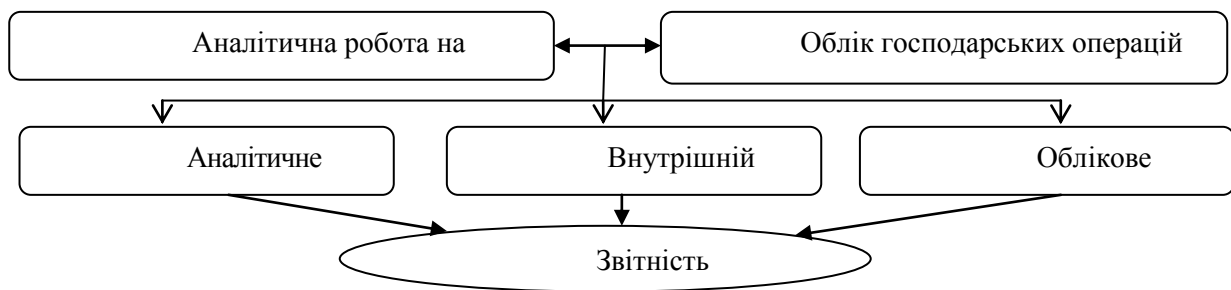 Аналітична робота на
Облік господарських операцій
Аналітичне
Внутрішній
Облікове
Звітність